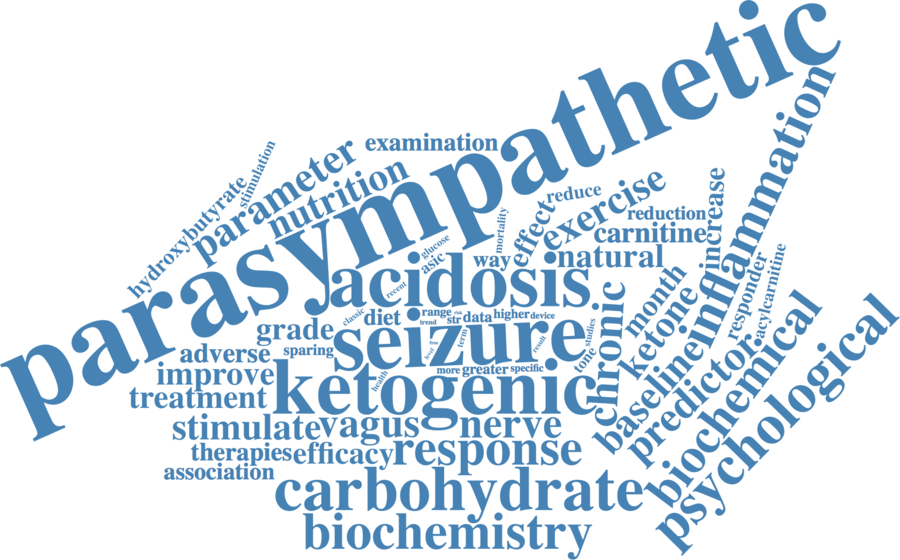 parasympathetic
inflammation
examination
parameter
nutrition
hydroxybutyrate
stimulation
reduce
exercise
effect
mortality
reduction
carnitine
increase
natural
way
glucose
asic
recent
acidosis
classic
diet
range
trend
risk
str
data
higher
device
seizure
grade
adverse
sparing
improve
treatment
ketogenic
health
level
free
term
result
more
greater
specific
studies
tone
chronic
month
ketone
baseline
predictor
responder
acylcarnitine
biochemical
psychological
stimulate
vagus
nerve
therapies
efficacy
response
association
carbohydrate
biochemistry